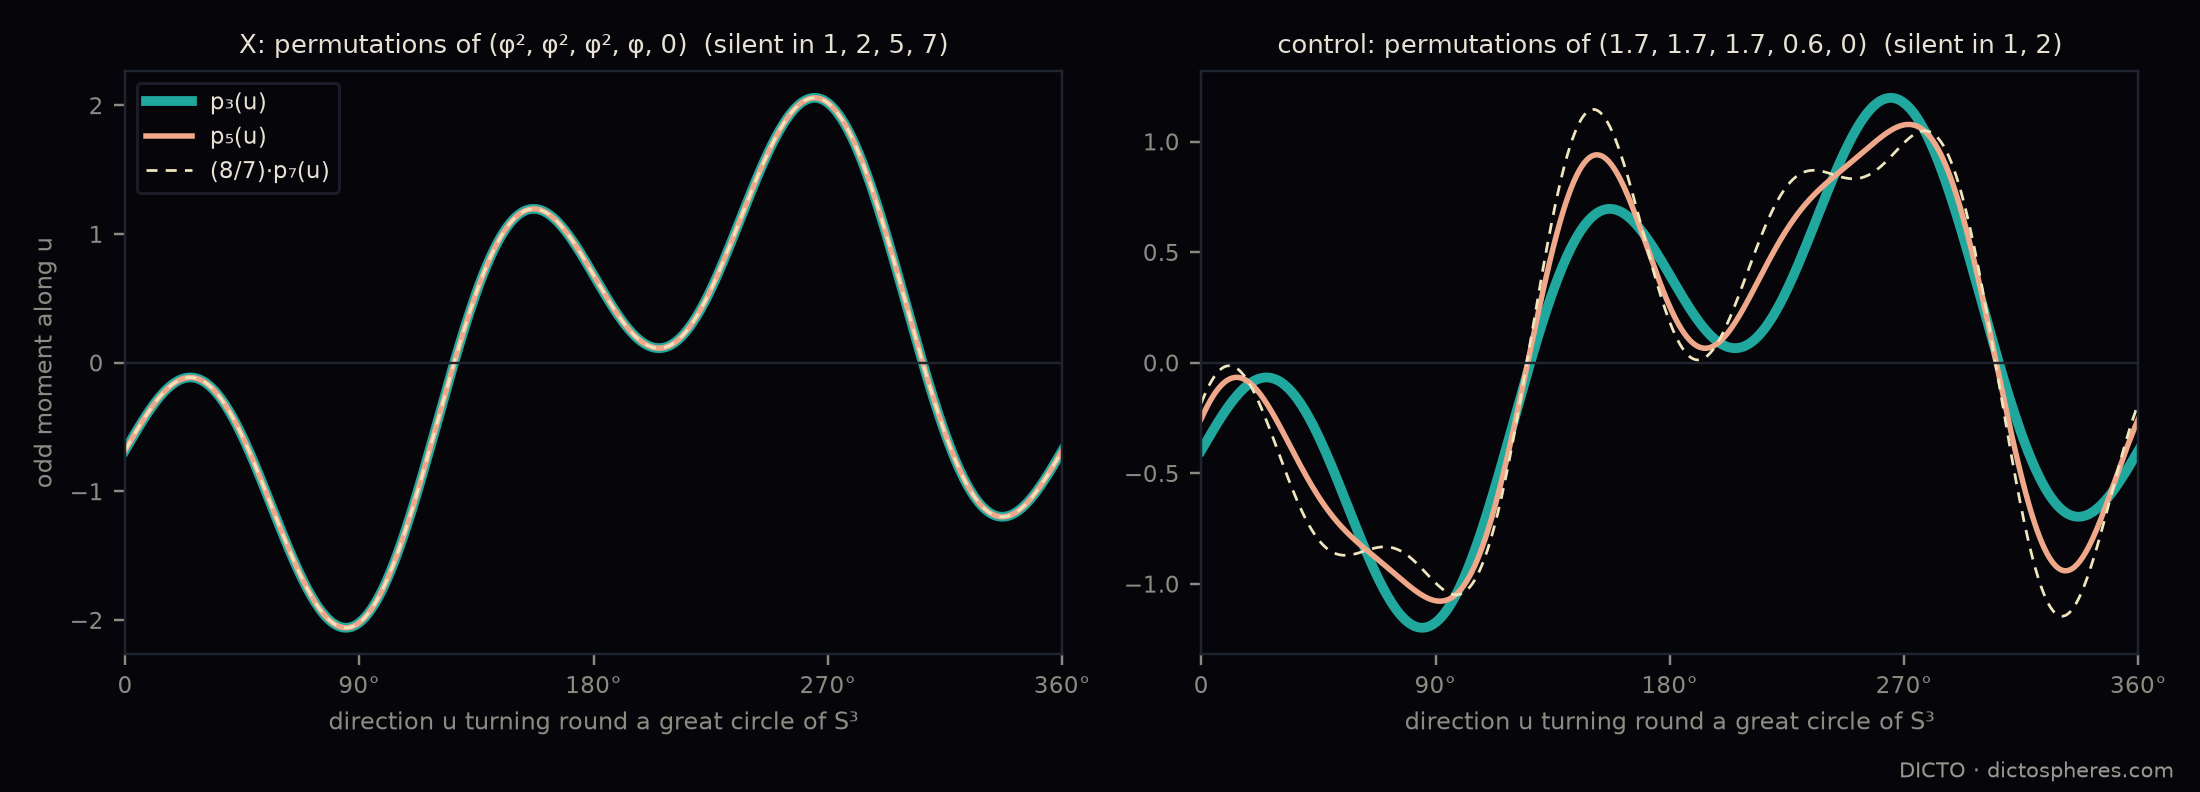 X: permutations of (φ², φ², φ², φ, 0)  (silent in 1, 2, 5, 7)
p₃(u)
p₅(u)
(8/7)·p₇(u)
odd moment along u
2
1
0
−1
−2
0
90°
180°
270°
360°
direction u turning round a great circle of S³
control: permutations of (1.7, 1.7, 1.7, 0.6, 0)  (silent in 1, 2)
1.0
0.5
0.0
−0.5
−1.0
0
90°
180°
270°
360°
direction u turning round a great circle of S³
DICTO · dictospheres.com